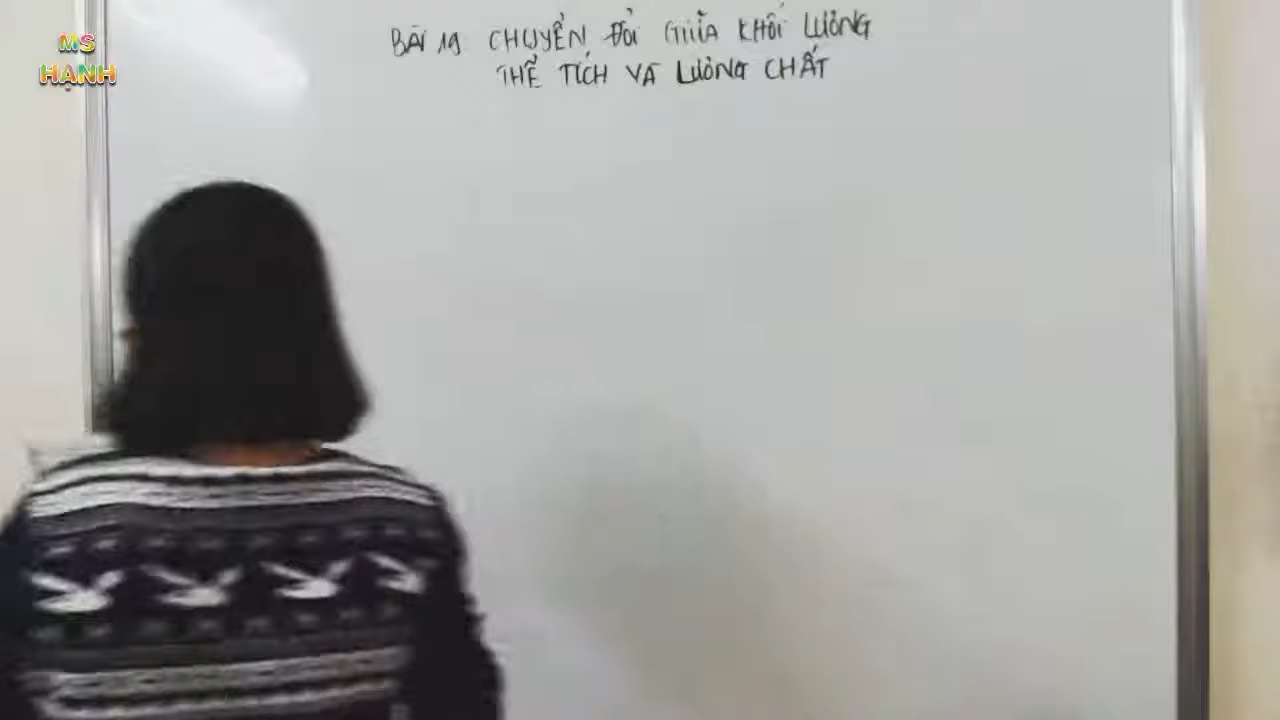 MS
HẠNH
BÀI 19 CHUYỂN ĐỔI GIỮA KHỐI LƯỢNG
THỂ TÍCH VÀ LƯỢNG CHẤT